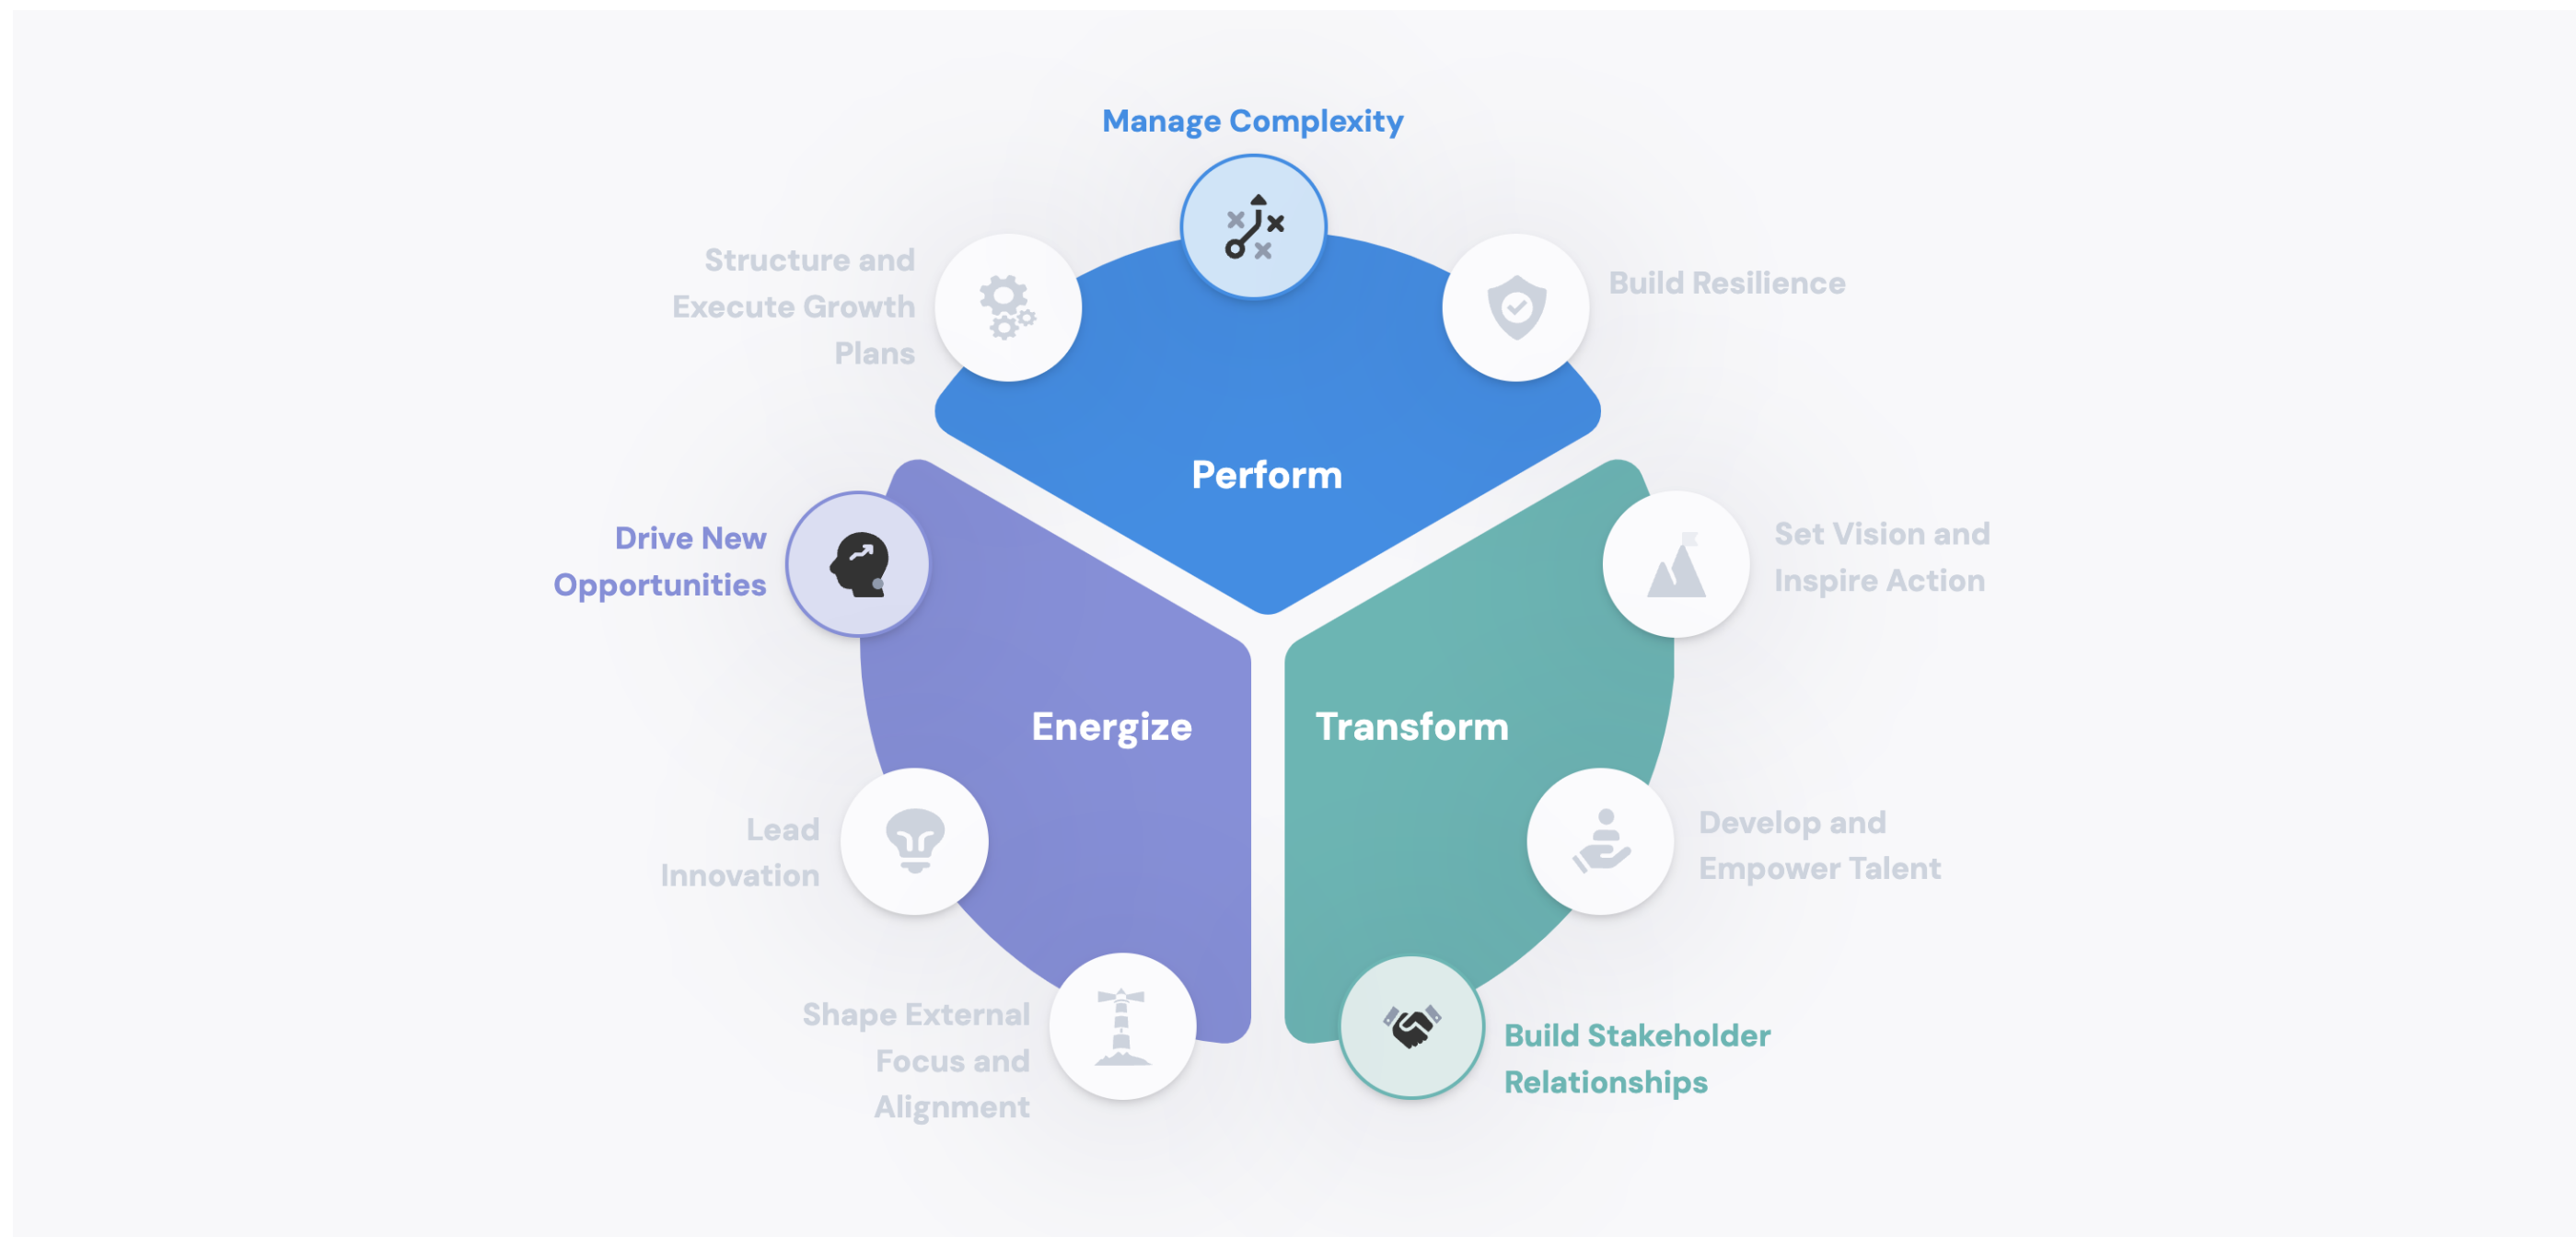 Manage Complexity
Structure and
Execute Growth
Plans
Build Resilience
Perform
Drive New
Opportunities
Set Vision and
Inspire Action
Energize
Transform
Lead
Innovation
Develop and
Empower Talent
Shape External
Focus and
Alignment
Build Stakeholder
Relationships